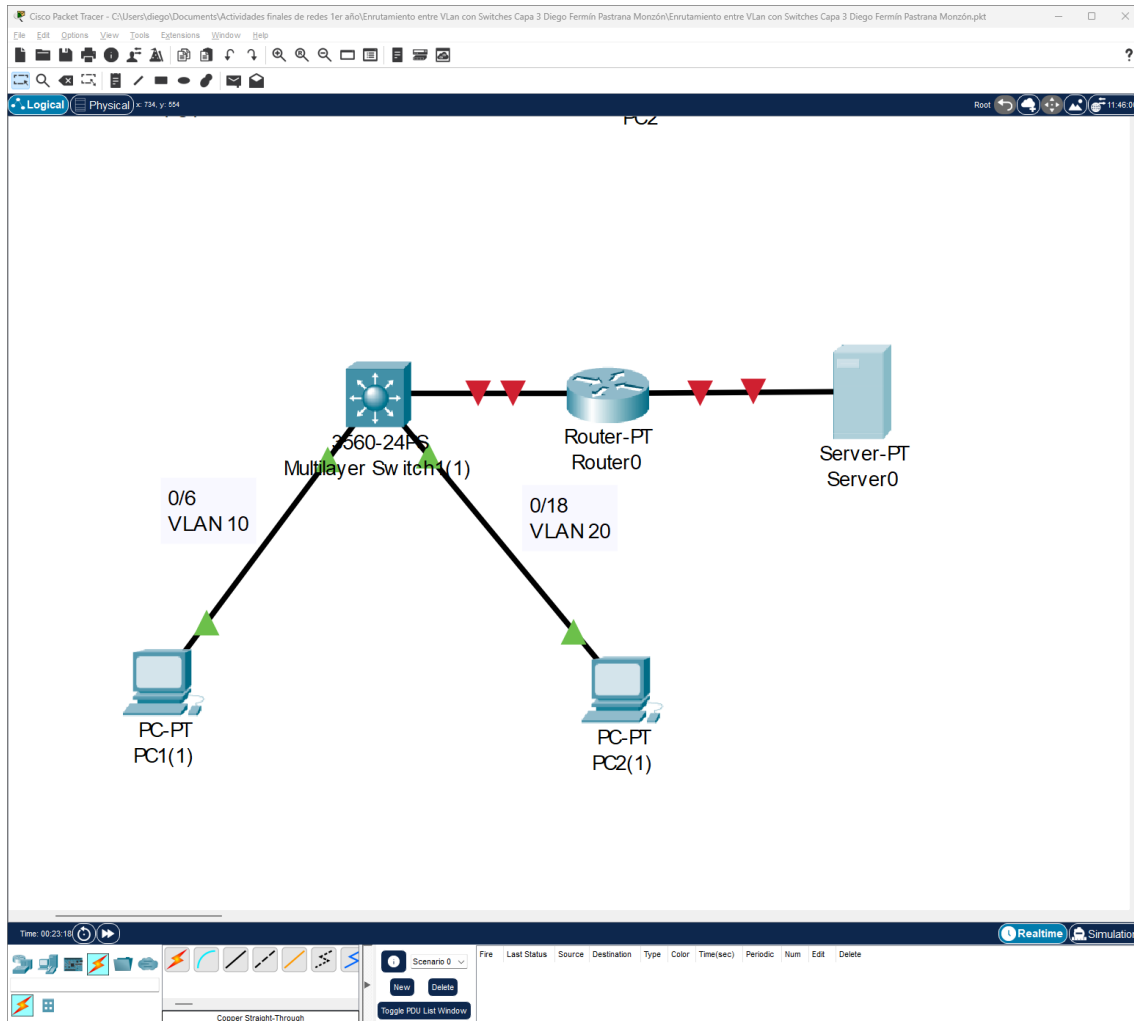 Cisco Packet Tracer - C:\Users\diego\Documents\Actividades finales de redes 1er año\Enrutamiento entre VLan con Switches Capa 3 Diego Fermín Pastrana Monzón\Enrutamiento entre VLan con Switches Capa 3 Diego Fermín Pastrana Monzón.pkt
File Edit Options View Tools Extensions Window Help
?
Logical Physical x: 734, y: 554 Root
PC2
3560-24PS
Multilayer Switch1(1)
Router-PT
Router0
Server-PT
Server0
0/6
VLAN 10
0/18
VLAN 20
PC-PT
PC1(1)
PC-PT
PC2(1)
Time: 00:23:18 Realtime Simulation
Scenario 0
Fire Last Status Source Destination Type Color Time(sec) Periodic Num Edit Delete
New Delete
Toggle PDU List Window
Copper Straight-Through